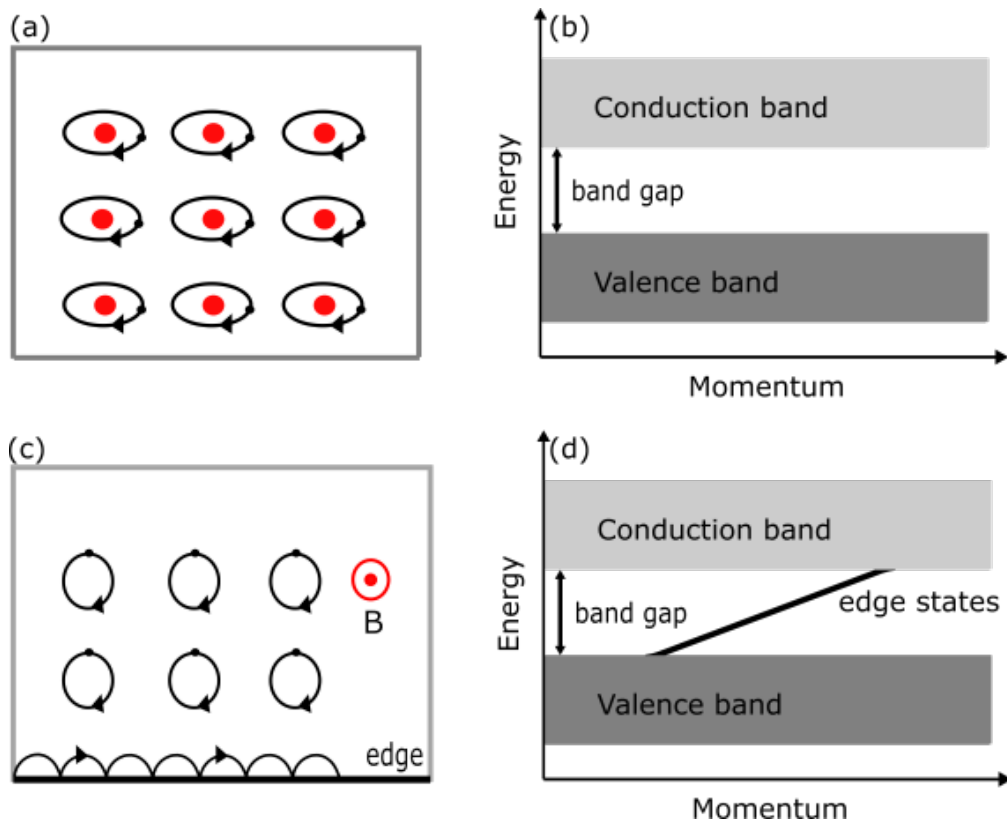 (a)
(b)
Conduction band
band gap
Valence band
Energy
Momentum
(c)
B
edge
(d)
Conduction band
edge states
band gap
Valence band
Energy
Momentum